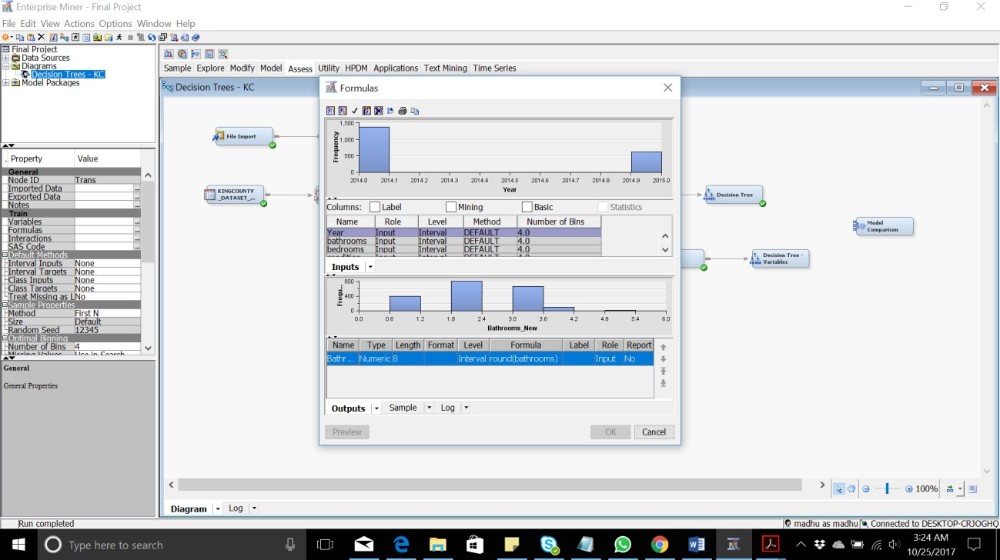 Enterprise Miner - Final Project
File Edit View Actions Options Window Help
Final Project
Data Sources
Diagrams
Decision Trees - KC
Model Packages
Sample Explore Modify Model Assess Utility HPDM Applications Text Mining Time Series
Decision Trees - KC
Formulas
File Import
KINGCOUNTY
_DATASET_...
Decision Tree
Model
Comparison
Decision Tree -
Variables
1,500
1,000
500
0
Frequency
2014.0 2014.1 2014.2 2014.3 2014.4 2014.5 2014.6 2014.7 2014.8 2014.9 2015.0
Year
Columns: Label Mining Basic Statistics
Name Role Level Method Number of Bins
Year Input Interval DEFAULT 4.0
bathrooms Input Interval DEFAULT 4.0
bedrooms Input Interval DEFAULT 4.0
condition Input Interval DEFAULT 4.0
Inputs
600
400
0
Frequ...
0.0 0.6 1.2 1.8 2.4 3.0 3.6 4.2 4.8 5.4 6.0
Bathrooms_New
Name Type Length Format Level Formula Label Role Report
Bathr... Numeric 8 Interval round(bathrooms) Input No
Outputs Sample Log
Preview OK Cancel
.. Property Value
General
Node ID Trans
Imported Data ...
Exported Data ...
Notes ...
Train
Variables ...
Formulas ...
Interactions ...
SAS Code ...
Default Methods
Interval Inputs None
Interval Targets None
Class Inputs None
Class Targets None
Treat Missing as L No
Sample Properties
Method First N
Size Default
Random Seed 12345
Optimal Binning
Number of Bins 4
Missing Values Use in Search
General
General Properties
100%
Diagram Log
Run completed
madhu as madhu Connected to DESKTOP-CRJOGHQ
Type here to search
3:24 AM
10/25/2017